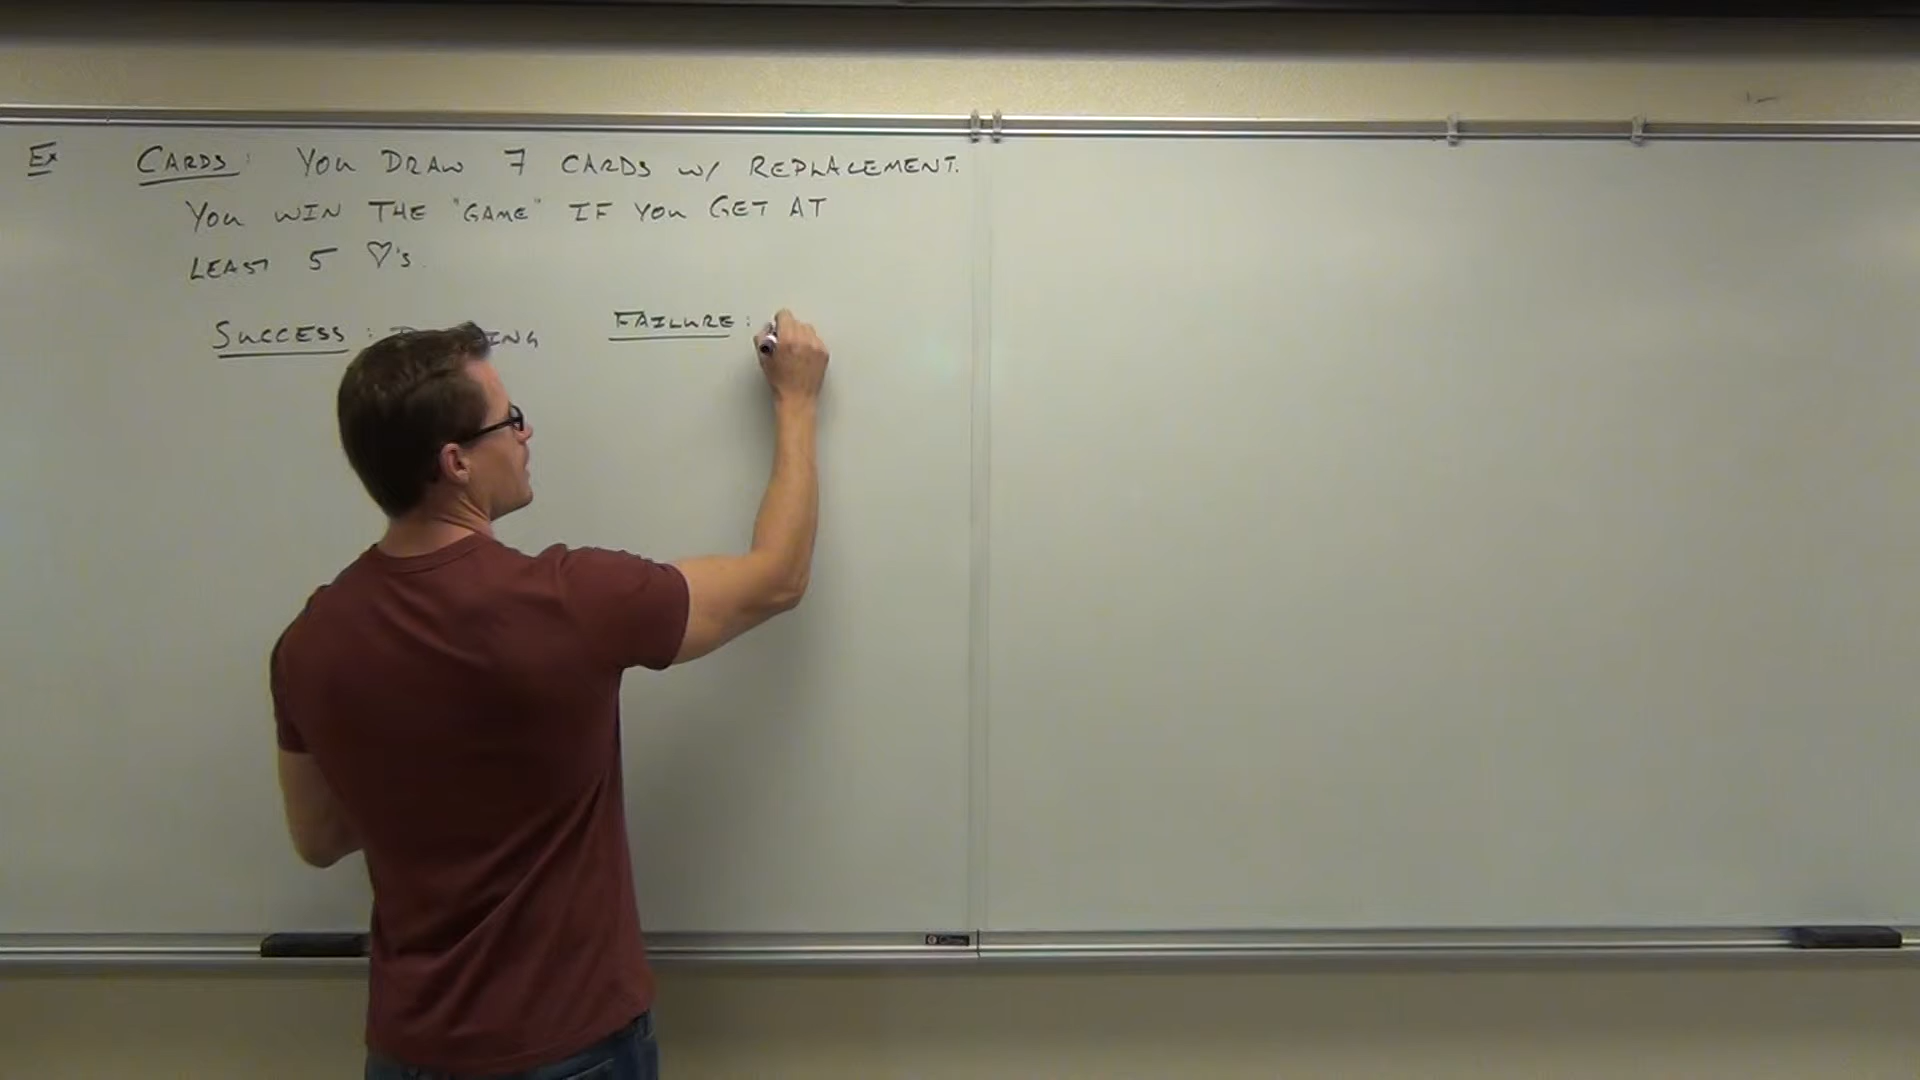 Ex CARDS: YOU DRAW 7 CARDS W/ REPLACEMENT.
YOU WIN THE "GAME" IF YOU GET AT
LEAST 5 ♡'s.
SUCCESS:
FAILURE: